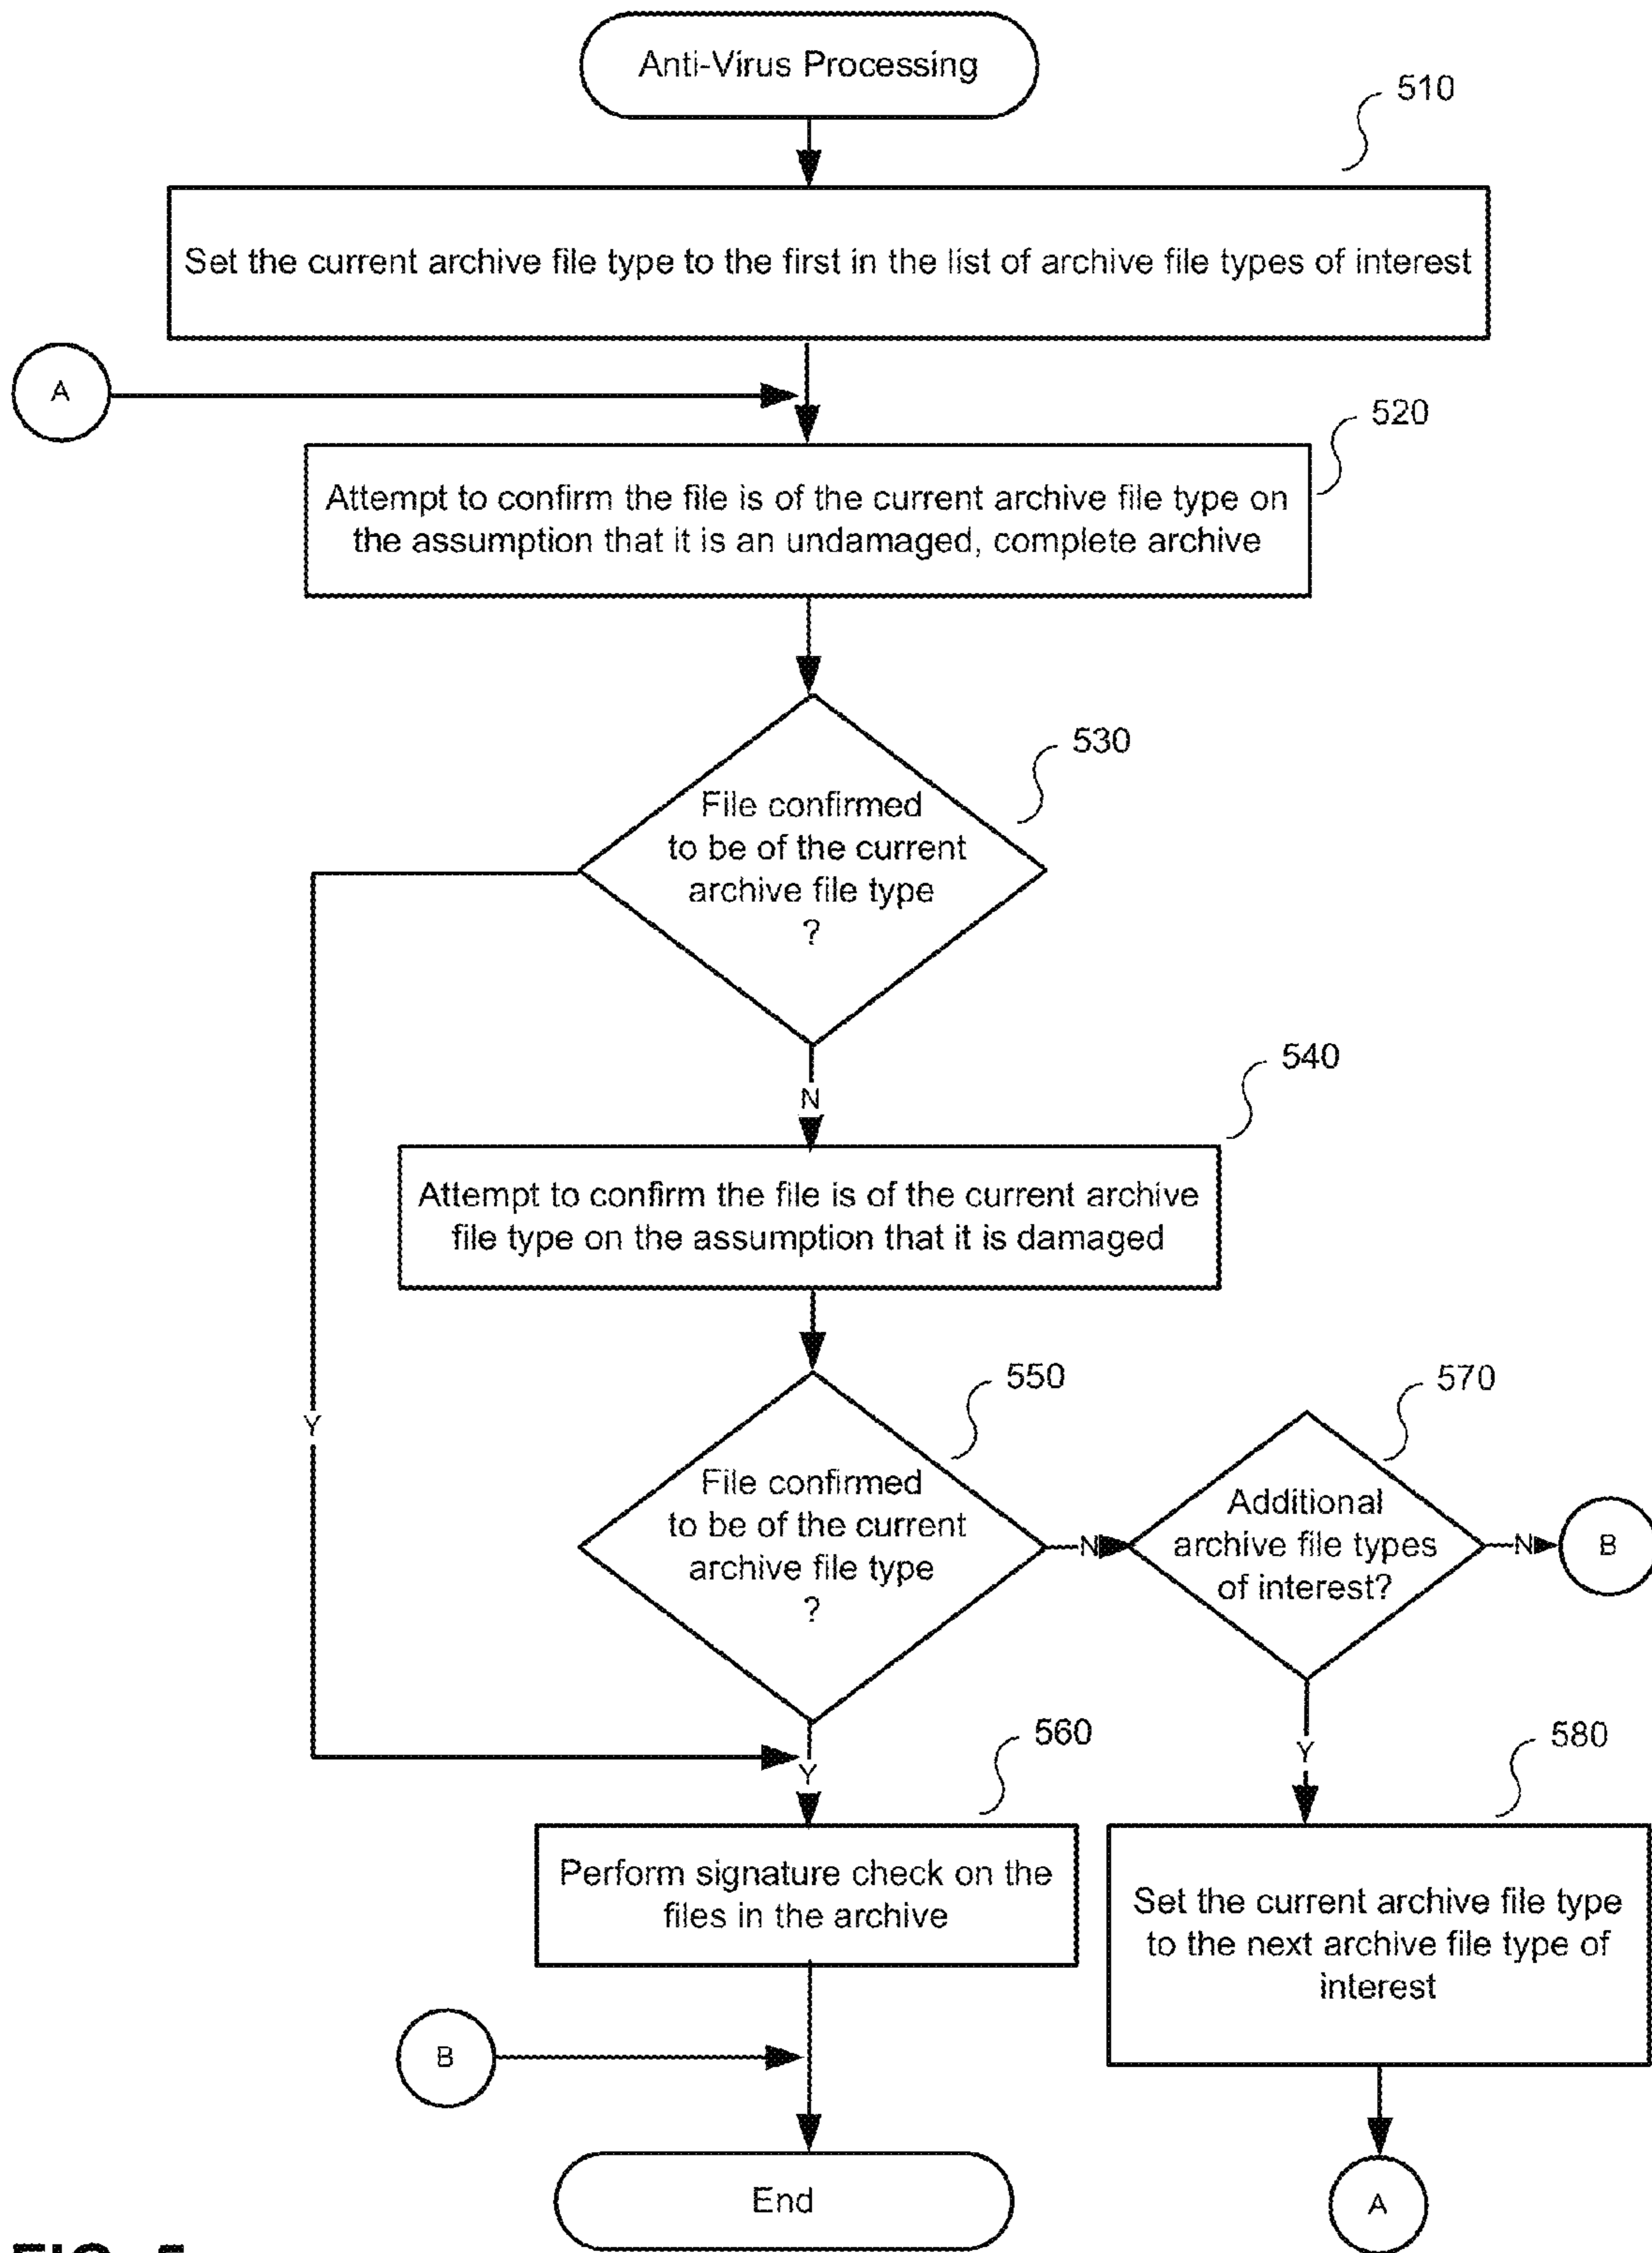 Anti-Virus Processing
510
Set the current archive file type to the first in the list of archive file types of interest
A
520
Attempt to confirm the file is of the current archive file type on
the assumption that it is an undamaged, complete archive
530
File confirmed
to be of the current
archive file type
?
N
540
Attempt to confirm the file is of the current archive
file type on the assumption that it is damaged
Y
550
File confirmed
to be of the current
archive file type
?
N
570
Additional
archive file types
of interest?
N
B
Y
560
Perform signature check on the
files in the archive
Y
580
Set the current archive file type
to the next archive file type of
interest
B
End
A